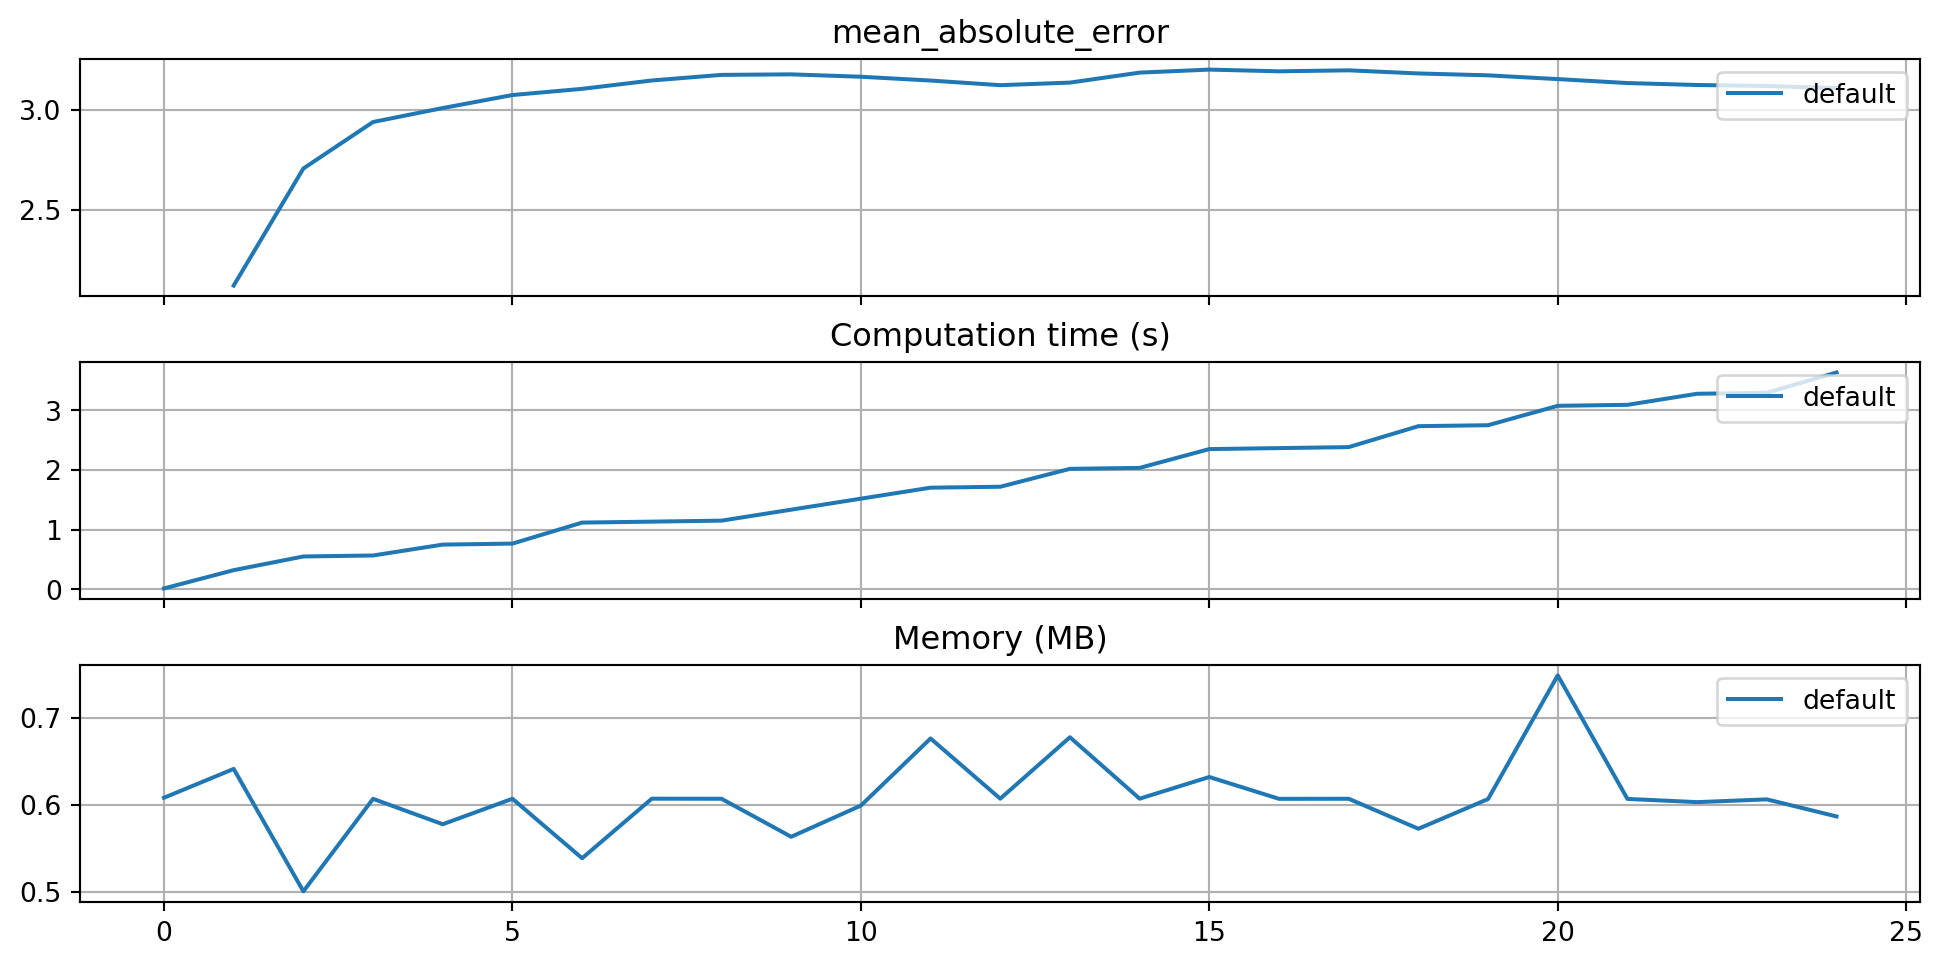 mean_absolute_error
3.0
2.5
default
Computation time (s)
3
2
1
0
default
Memory (MB)
0.7
0.6
0.5
default
0 5 10 15 20 25